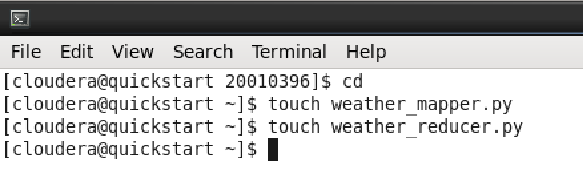 File Edit View Search Terminal Help
[cloudera@quickstart 20010396]$ cd
[cloudera@quickstart ~]$ touch weather_mapper.py
[cloudera@quickstart ~]$ touch weather_reducer.py
[cloudera@quickstart ~]$